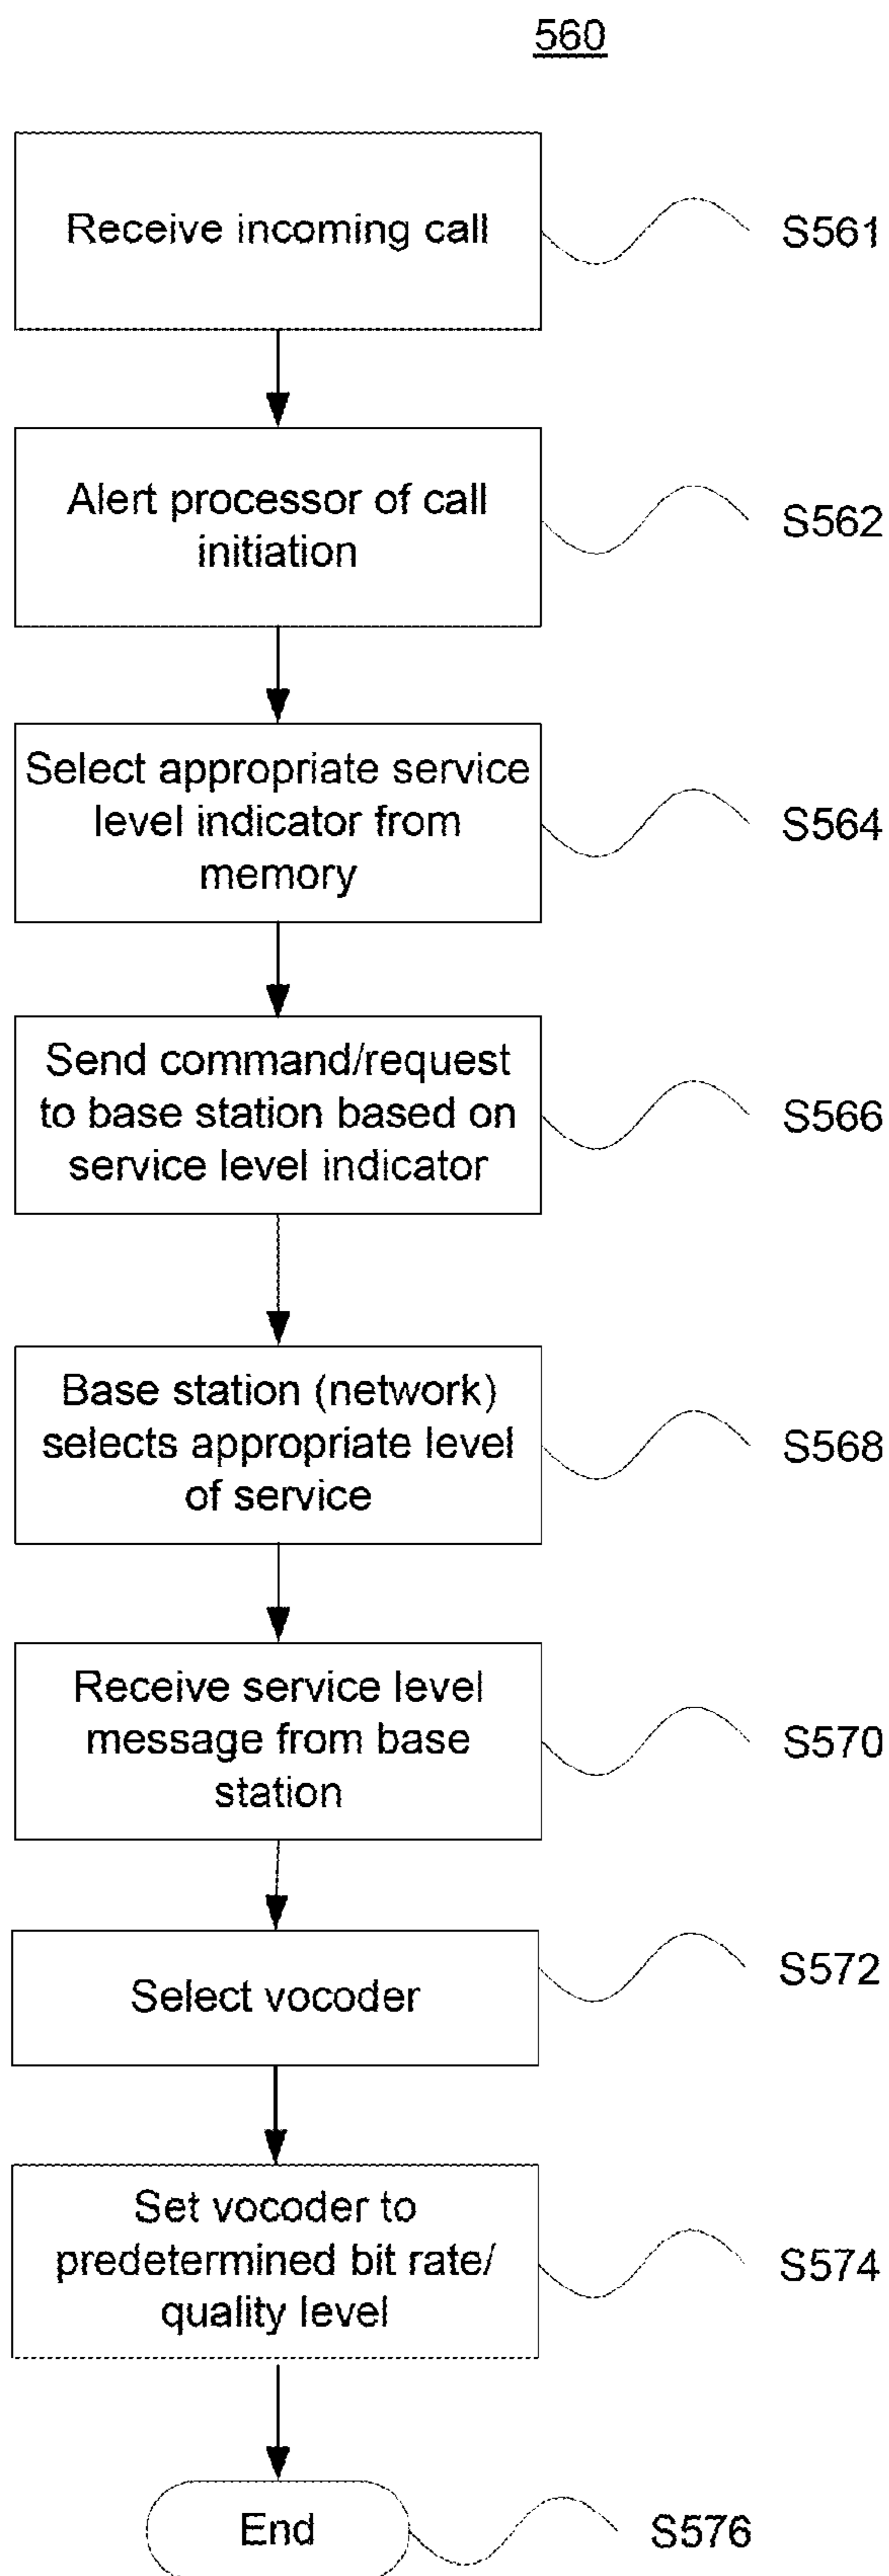 560
Receive incoming call
S561
Alert processor of call
initiation
S562
Select appropriate service
level indicator from
memory
S564
Send command/request
to base station based on
service level indicator
S566
Base station (network)
selects appropriate level
of service
S568
Receive service level
message from base
station
S570
Select vocoder
S572
Set vocoder to
predetermined bit rate/
quality level
S574
End
S576